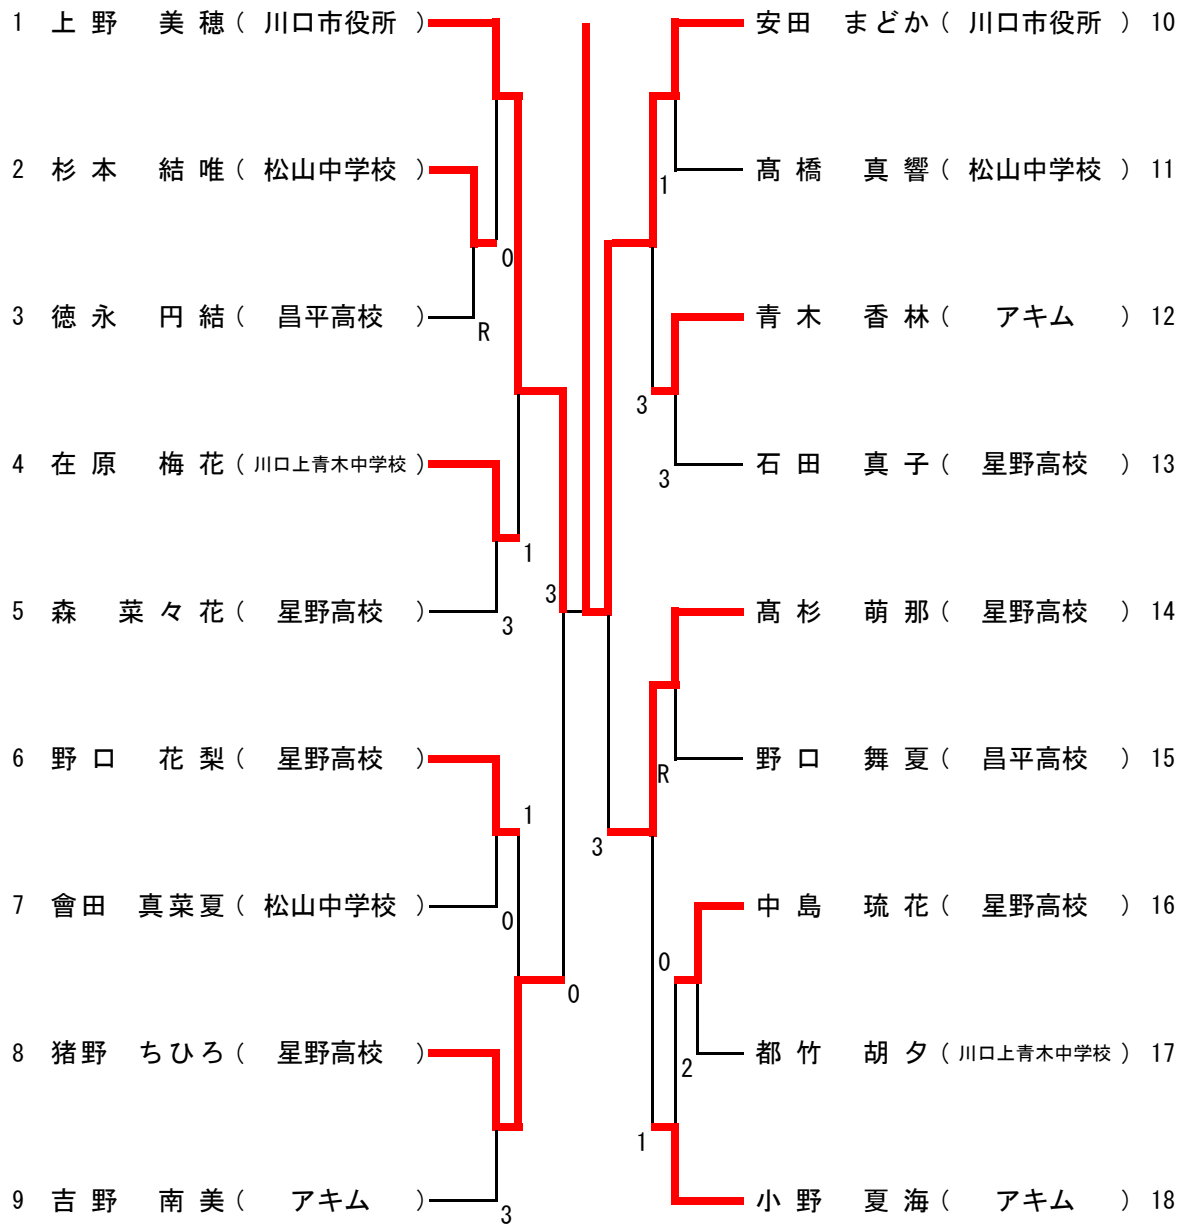 1 上野 美穂 ( 川口市役所 )
2 杉本 結唯 ( 松山中学校 )
0
3 徳永 円結 ( 昌平高校 )
R
4 在原 梅花 ( 川口上青木中学校 )
1
5 森 菜々花 ( 星野高校 )
3
3
6 野口 花梨 ( 星野高校 )
1
7 會田 真菜夏 ( 松山中学校 )
0
0
8 猪野 ちひろ ( 星野高校 )
9 吉野 南美 ( アキム )
3
安田 まどか ( 川口市役所 ) 10
髙橋 真響 ( 松山中学校 ) 11
1
青木 香林 ( アキム ) 12
3
石田 真子 ( 星野高校 ) 13
3
髙杉 萌那 ( 星野高校 ) 14
野口 舞夏 ( 昌平高校 ) 15
R
3
中島 琉花 ( 星野高校 ) 16
0
都竹 胡夕 ( 川口上青木中学校 ) 17
2
1
小野 夏海 ( アキム ) 18